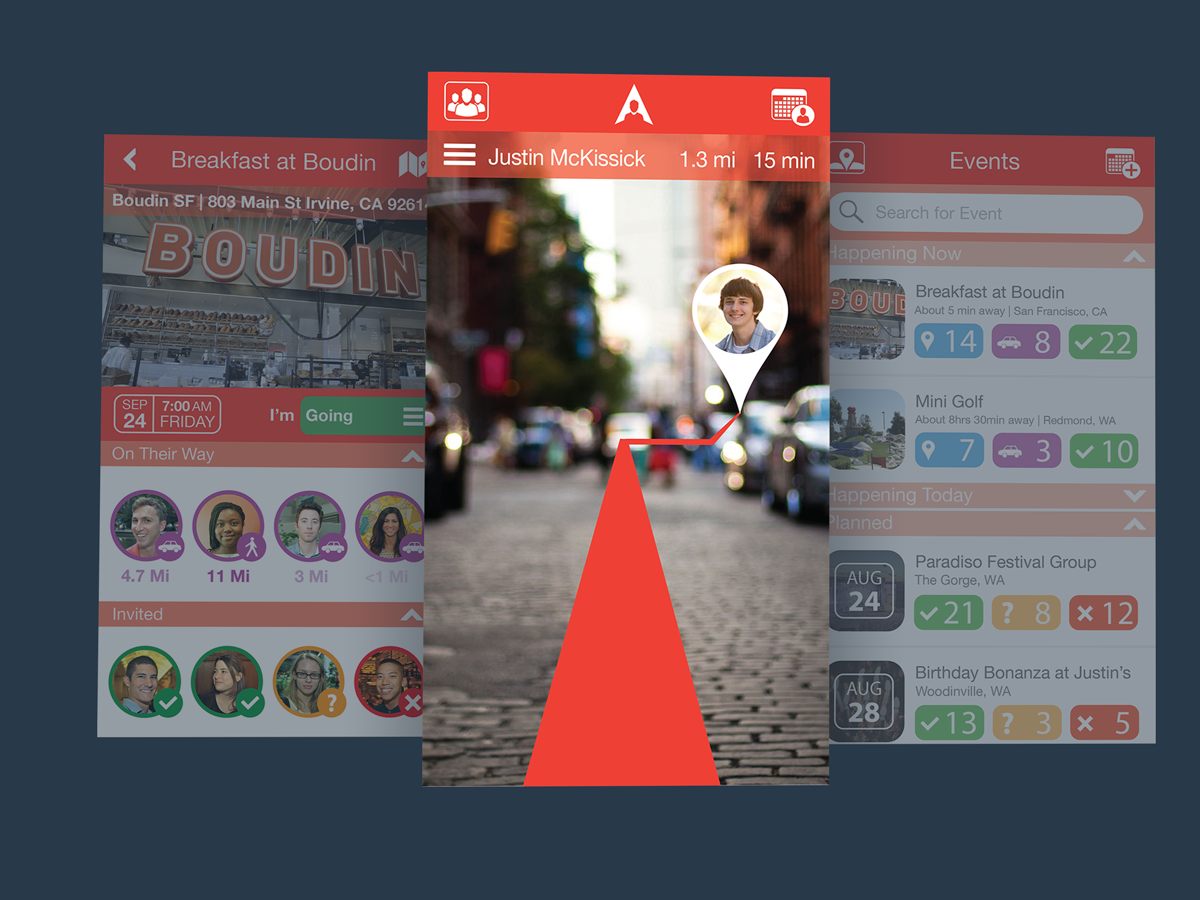 Breakfast at Boudin
Boudin SF | 803 Main St Irvine, CA 9261
BOUDIN
SEP
24
7:00 AM
FRIDAY
I'm
Going
On Their Way
4.7 Mi
11 Mi
3 Mi
<1 Mi
Invited
?
Justin McKissick 1.3 mi 15 min
Events
Search for Event
Happening Now
BOUD
Breakfast at Boudin
About 5 min away | San Francisco, CA
14
8
22
Mini Golf
About 8hrs 30min away | Redmond, WA
7
3
10
Happening Today
Planned
AUG
24
Paradiso Festival Group
The Gorge, WA
21
? 8
12
AUG
28
Birthday Bonanza at Justin's
Woodinville, WA
13
? 3
5